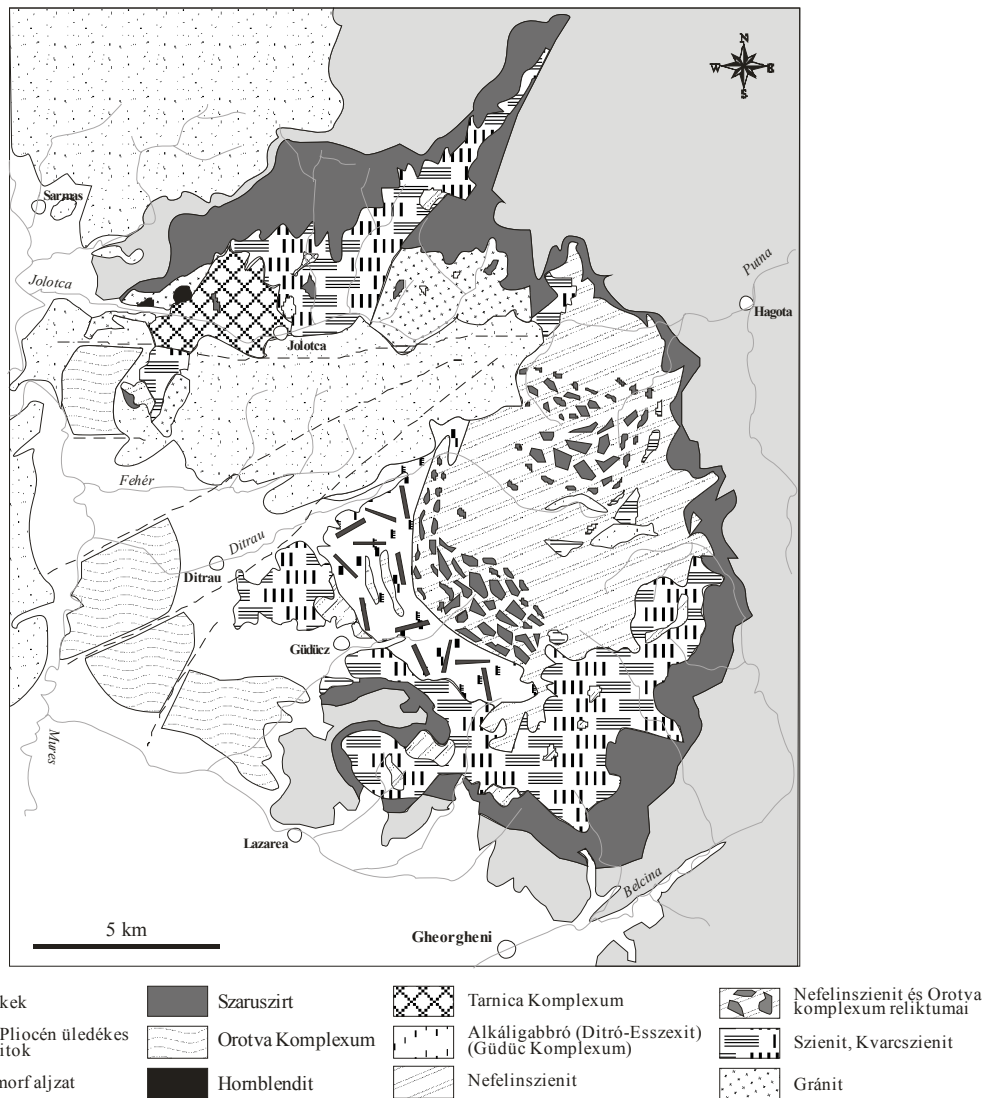 N
W E
S
Sarmas
Jolotca
Putna
Hagota
Jolotca
Fehér
Ditrau
Ditrau
Güdücz
Mures
Lazarea
Belcina
5 km
Gheorgheni
kek
Pliocén üledékes
itok
norf aljzat
Szaruszirt
Orotva Komplexum
Hornblendit
Tarnica Komplexum
Alkáligabbró (Ditró-Esszexit)
(Güdüc Komplexum)
Nefelinszienit
Nefelinszienit és Orotva
komplexum reliktumai
Szienit, Kvarcszienit
Gránit